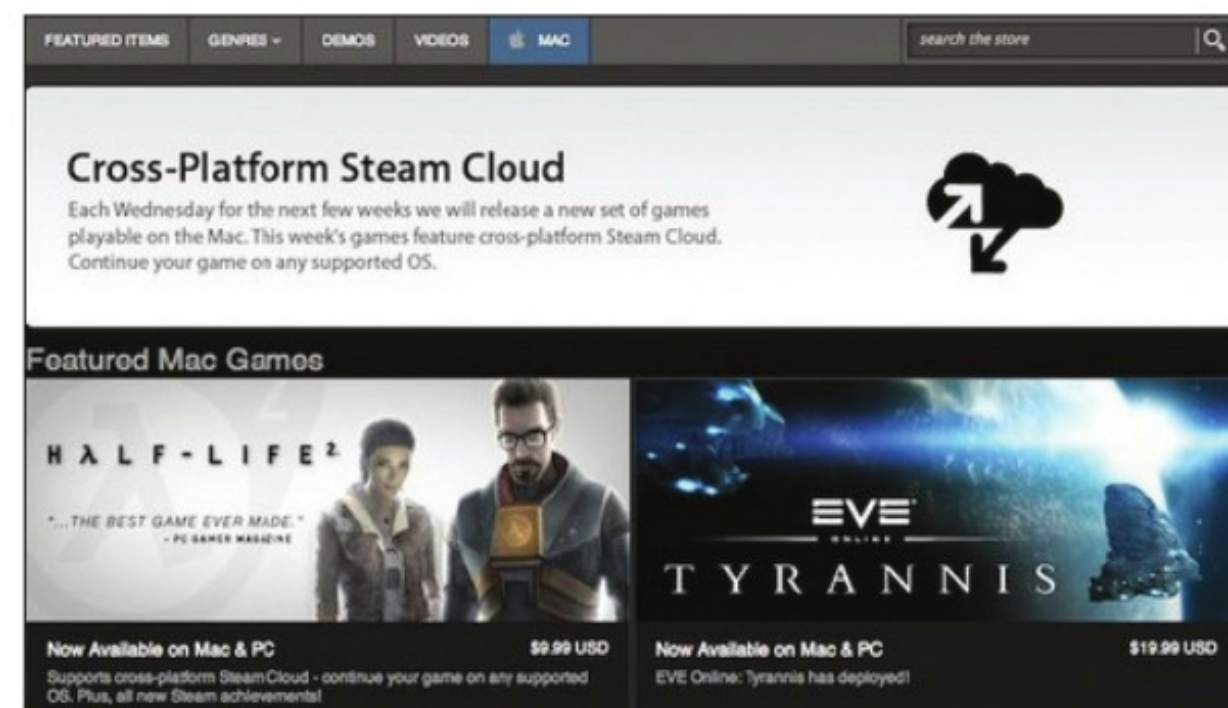 FEATURED ITEMS
GENRES
DEMOS
VIDEOS
MAC
search the store
Cross-Platform Steam Cloud
Each Wednesday for the next few weeks we will release a new set of games
playable on the Mac. This week's games feature cross-platform Steam Cloud.
Continue your game on any supported OS.
Featured Mac Games
HλLF-LIFE²
"...THE BEST GAME EVER MADE."
- PC GAMER MAGAZINE
EVE
ONLINE
TYRANNIS
Now Available on Mac & PC $9.99 USD
Supports cross-platform Steam Cloud - continue your game on any supported
OS. Plus, all new Steam achievements!
Now Available on Mac & PC $19.99 USD
EVE Online: Tyrannis has deployed!